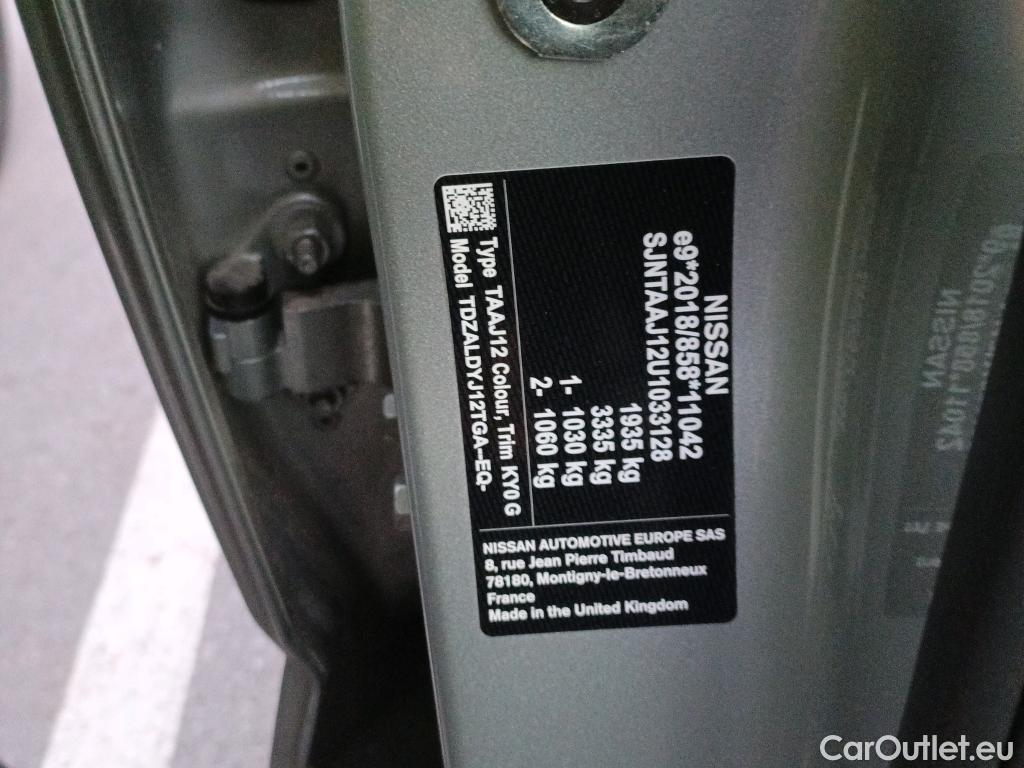 NISSAN
e9*2018/858*11042
SJNTAAJ12U1033128
1935 kg
3335 kg
1- 1030 kg
2- 1060 kg
Type TAAJ12 Colour, Trim KY0 G
Model TDZALDYJ12TGA--EQ-
NISSAN AUTOMOTIVE EUROPE SAS
8, rue Jean Pierre Timbaud
78180, Montigny-le-Bretonneux
France
Made in the United Kingdom
CarOutlet.eu